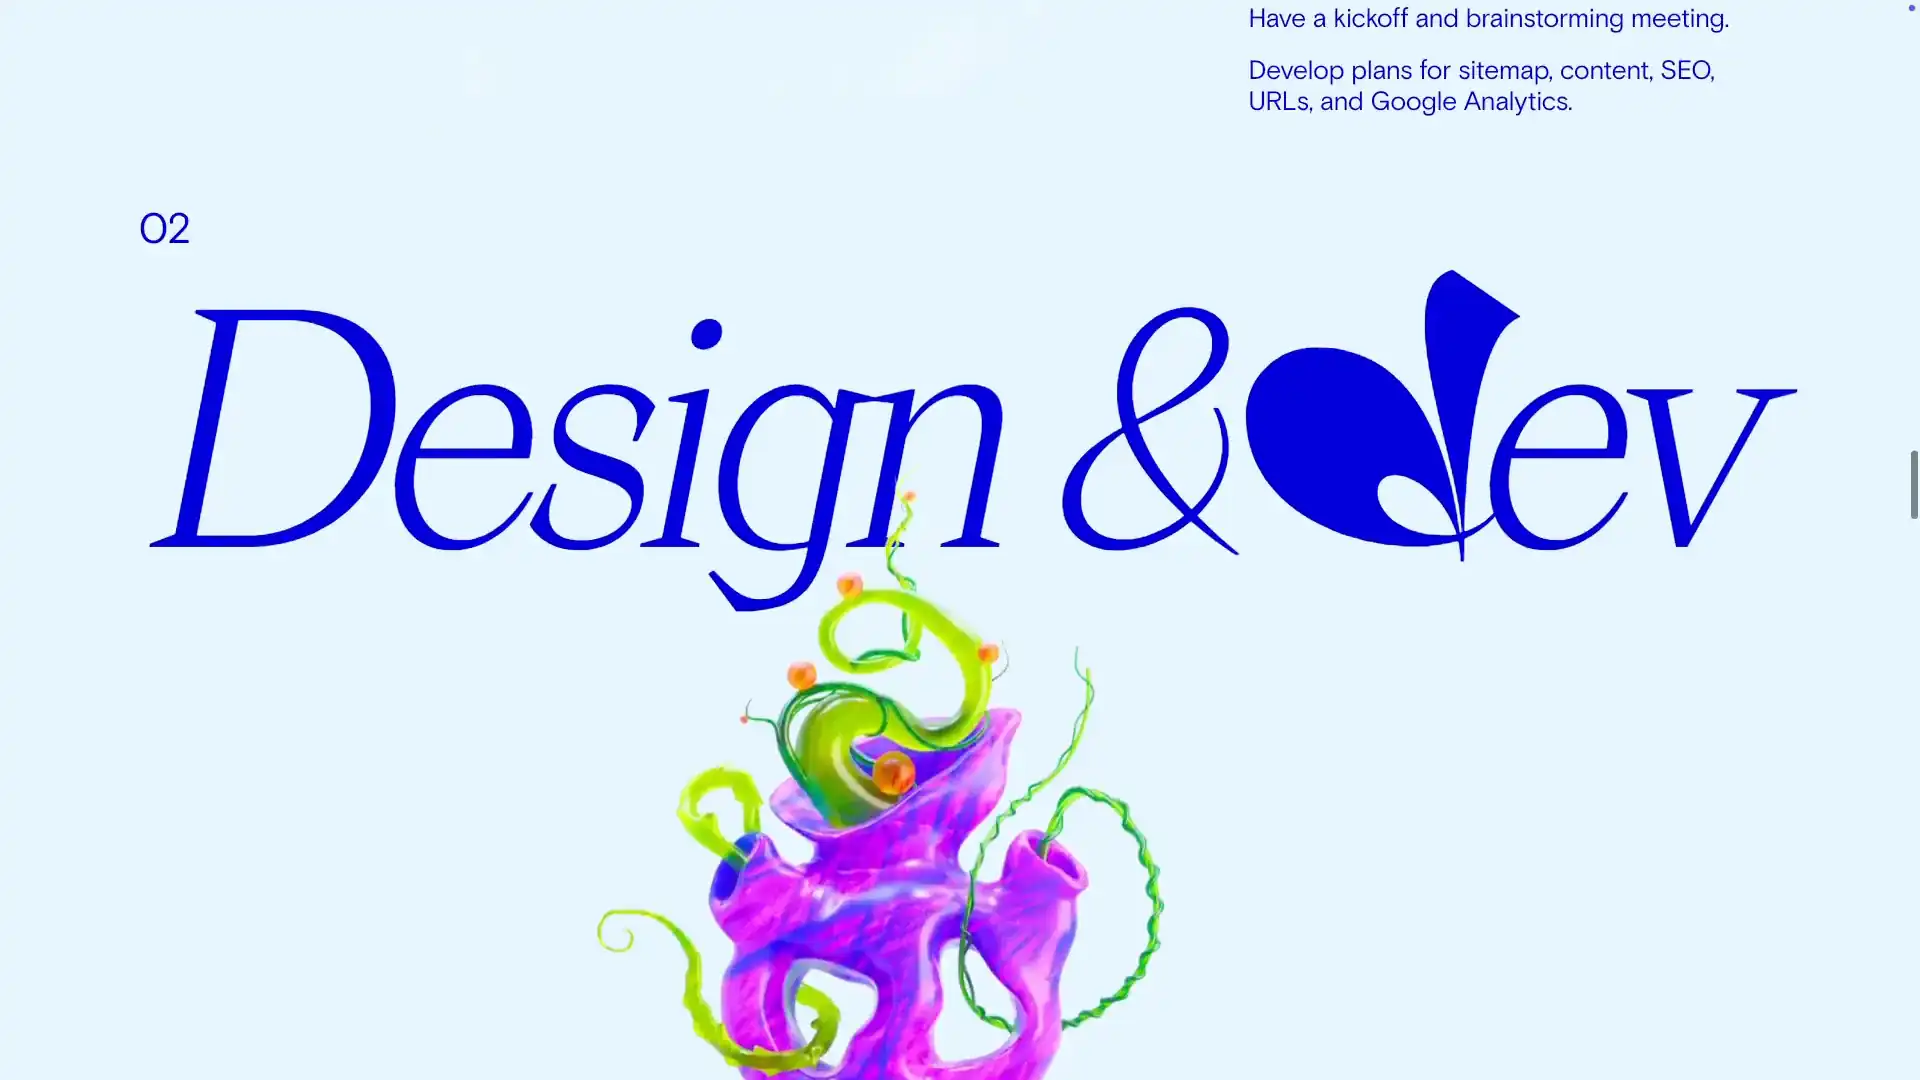 Have a kickoff and brainstorming meeting.
Develop plans for sitemap, content, SEO,
URLs, and Google Analytics.
02
Design & dev